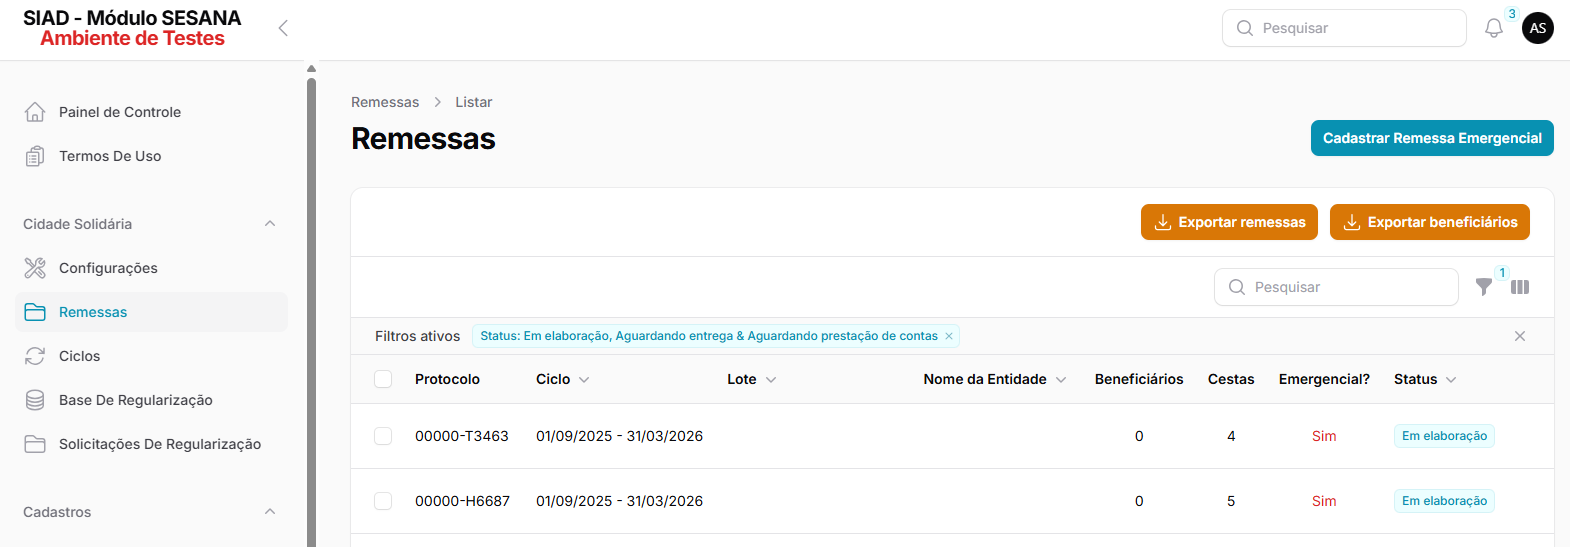 SIAD - Módulo SESANA
Ambiente de Testes
Pesquisar
3
AS
Painel de Controle
Termos De Uso
Cidade Solidária
Configurações
Remessas
Ciclos
Base De Regularização
Solicitações De Regularização
Cadastros
Remessas > Listar
Remessas
Cadastrar Remessa Emergencial
Exportar remessas
Exportar beneficiários
Pesquisar
1
Filtros ativos Status: Em elaboração, Aguardando entrega & Aguardando prestação de contas
Protocolo Ciclo Lote Nome da Entidade Beneficiários Cestas Emergencial? Status
00000-T3463 01/09/2025 - 31/03/2026 0 4 Sim Em elaboração
00000-H6687 01/09/2025 - 31/03/2026 0 5 Sim Em elaboração